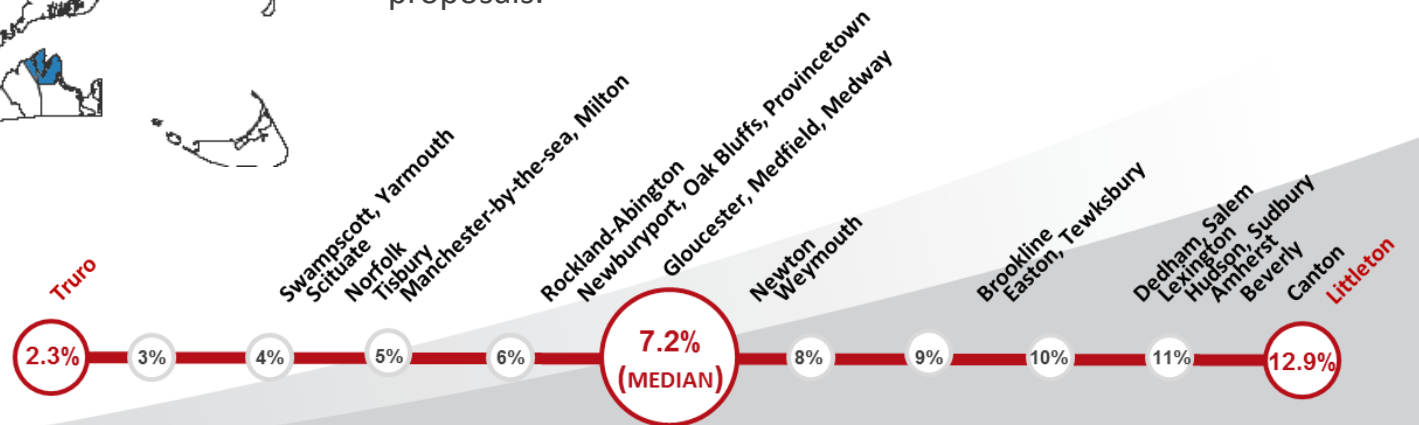 proposals.
Truro
Swampscott, Yarmouth
Scituate
Norfolk
Tisbury
Manchester-by-the-sea, Milton
Rockland-Abington
Newburyport, Oak Bluffs, Provincetown
Gloucester, Medfield, Medway
Newton
Weymouth
Brookline
Easton, Tewksbury
Dedham, Salem
Lexington
Hudson, Sudbury
Amherst
Beverly
Canton
Littleton
2.3%
3%
4%
5%
6%
7.2%
(MEDIAN)
8%
9%
10%
11%
12.9%